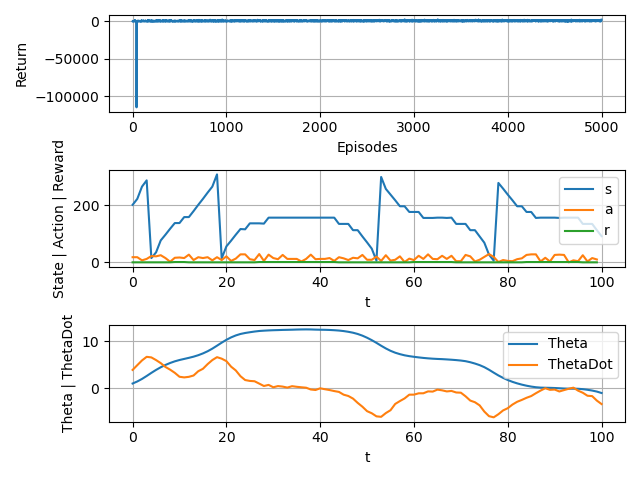 0
−50000
−100000
Return
0 1000 2000 3000 4000 5000
Episodes
200
0
State | Action | Reward
s
a
r
0 20 40 60 80 100
t
10
0
Theta | ThetaDot
Theta
ThetaDot
0 20 40 60 80 100
t